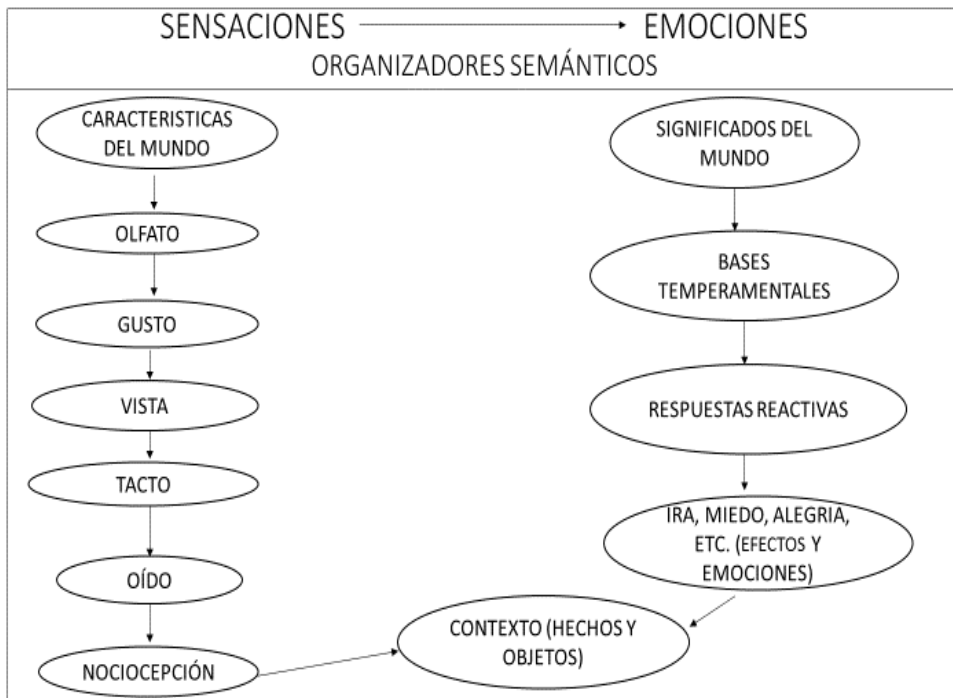 SENSACIONES EMOCIONES
ORGANIZADORES SEMÁNTICOS
CARACTERISTICAS
DEL MUNDO
OLFATO
GUSTO
VISTA
TACTO
OÍDO
NOCIOCEPCIÓN
SIGNIFICADOS DEL
MUNDO
BASES
TEMPERAMENTALES
RESPUESTAS REACTIVAS
IRA, MIEDO, ALEGRIA,
ETC. (EFECTOS Y
EMOCIONES)
CONTEXTO (HECHOS Y
OBJETOS)